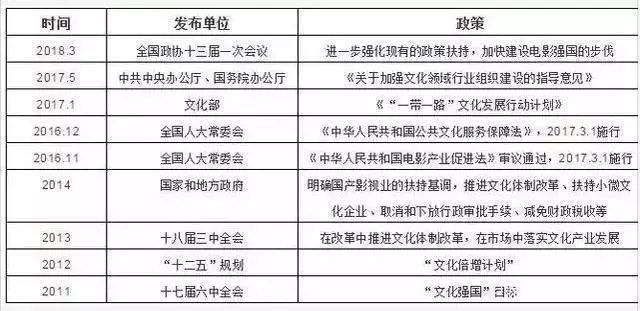 时间 发布单位 政策
2018.3 全国政协十三届一次会议 进一步强化现有的政策扶持，加快建设电影强国的步伐
2017.5 中共中央办公厅、国务院办公厅 《关于加强文化领域行业组织建设的指导意见》
2017.1 文化部 《“一带一路”文化发展行动计划》
2016.12 全国人大常委会 《中华人民共和国公共文化服务保障法》，2017.3.1施行
2016.11 全国人大常委会 《中华人民共和国电影产业促进法》审议通过，2017.3.1施行
2014 国家和地方政府 明确国产影视业的扶持基调，推进文化体制改革、扶持小微文
化企业、取消和下放行政审批手续、减免财政税收等
2013 十八届三中全会 在改革中推进文化体制改革，在市场中落实文化产业发展
2012 “十二五”规划 “文化倍增计划”
2011 十七届六中全会 “文化强国”目标